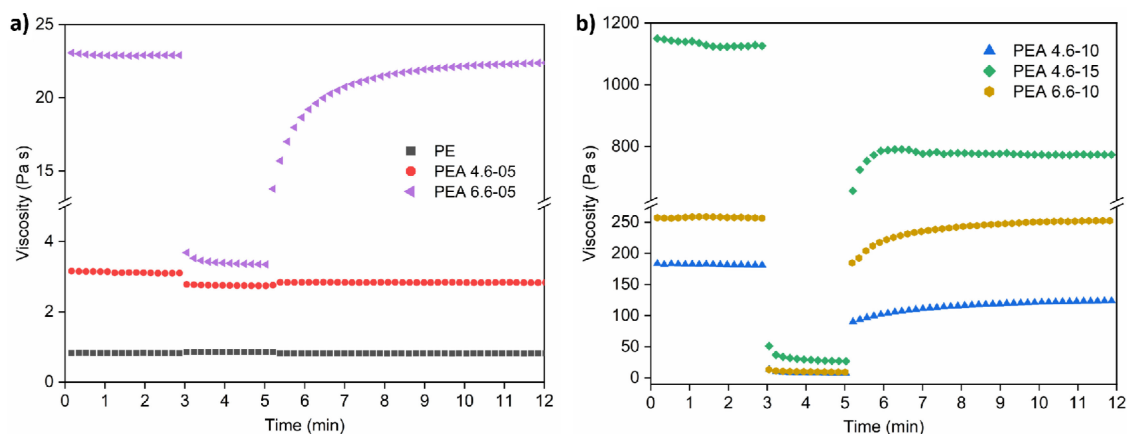 a)
25
20
15
4
2
0
Viscosity (Pa s)
PE
PEA 4.6-05
PEA 6.6-05
0 1 2 3 4 5 6 7 8 9 10 11 12
Time (min)
b)
1200
1000
800
250
200
150
100
50
0
Viscosity (Pa s)
PEA 4.6-10
PEA 4.6-15
PEA 6.6-10
0 1 2 3 4 5 6 7 8 9 10 11 12
Time (min)